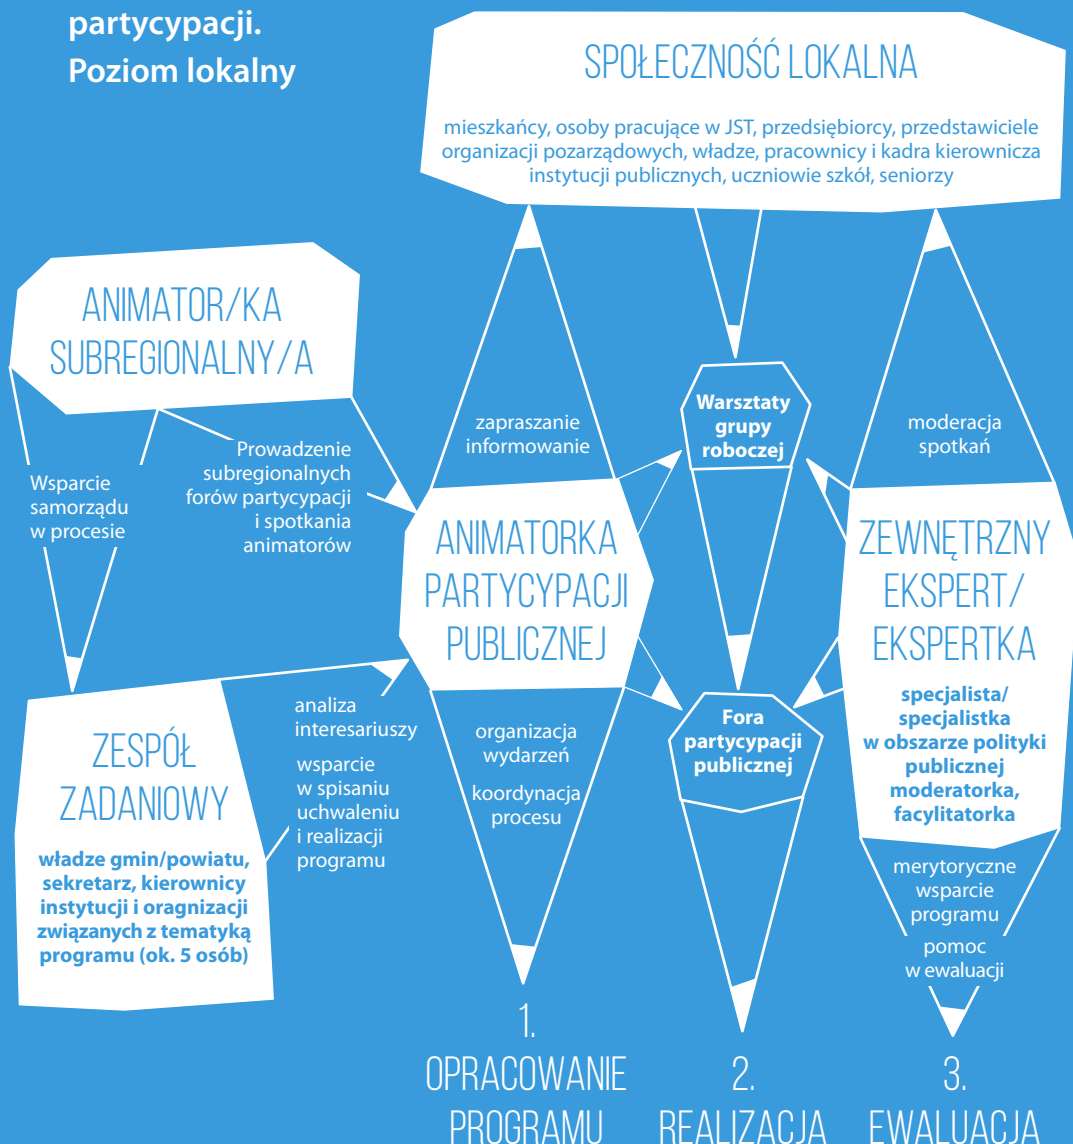 partycypacji.
Poziom lokalny
SPOŁECZNOŚĆ LOKALNA
mieszkańcy, osoby pracujące w JST, przedsiębiorcy, przedstawiciele
organizacji pozarządowych, władze, pracownicy i kadra kierownicza
instytucji publicznych, uczniowie szkół, seniorzy
ANIMATOR/KA
SUBREGIONALNY/A
Wsparcie
samorządu
w procesie
Prowadzenie
subregionalnych
forów partycypacji
i spotkania
animatorów
zapraszanie
informowanie
Warsztaty
grupy
roboczej
moderacja
spotkań
ANIMATORKA
PARTYCYPACJI
PUBLICZNEJ
ZEWNĘTRZNY
EKSPERT/
EKSPERTKA
specjalista/
specjalistka
w obszarze polityki
publicznej
moderatorka,
facylitatorka
ZESPÓŁ
ZADANIOWY
władze gmin/powiatu,
sekretarz, kierownicy
instytucji i oragnizacji
związanych z tematyką
programu (ok. 5 osób)
analiza
interesariuszy
wsparcie
w spisaniu
uchwaleniu
i realizacji
programu
organizacja
wydarzeń
koordynacja
procesu
Fora
partycypacji
publicznej
merytoryczne
wsparcie
programu
pomoc
w ewaluacji
1.
OPRACOWANIE
PROGRAMU
2.
REALIZACJA
3.
EWALUACJA